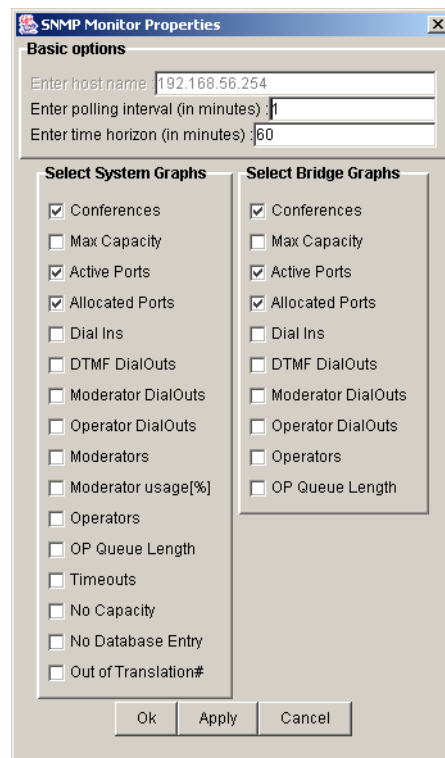 SNMP Monitor Properties
Basic options
Enter host name : 192.168.56.254
Enter polling interval (in minutes) : 1
Enter time horizon (in minutes) : 60
Select System Graphs
Conferences
Max Capacity
Active Ports
Allocated Ports
Dial Ins
DTMF DialOuts
Moderator DialOuts
Operator DialOuts
Moderators
Moderator usage[%]
Operators
OP Queue Length
Timeouts
No Capacity
No Database Entry
Out of Translation#
Select Bridge Graphs
Conferences
Max Capacity
Active Ports
Allocated Ports
Dial Ins
DTMF DialOuts
Moderator DialOuts
Operator DialOuts
Operators
OP Queue Length
Ok Apply Cancel